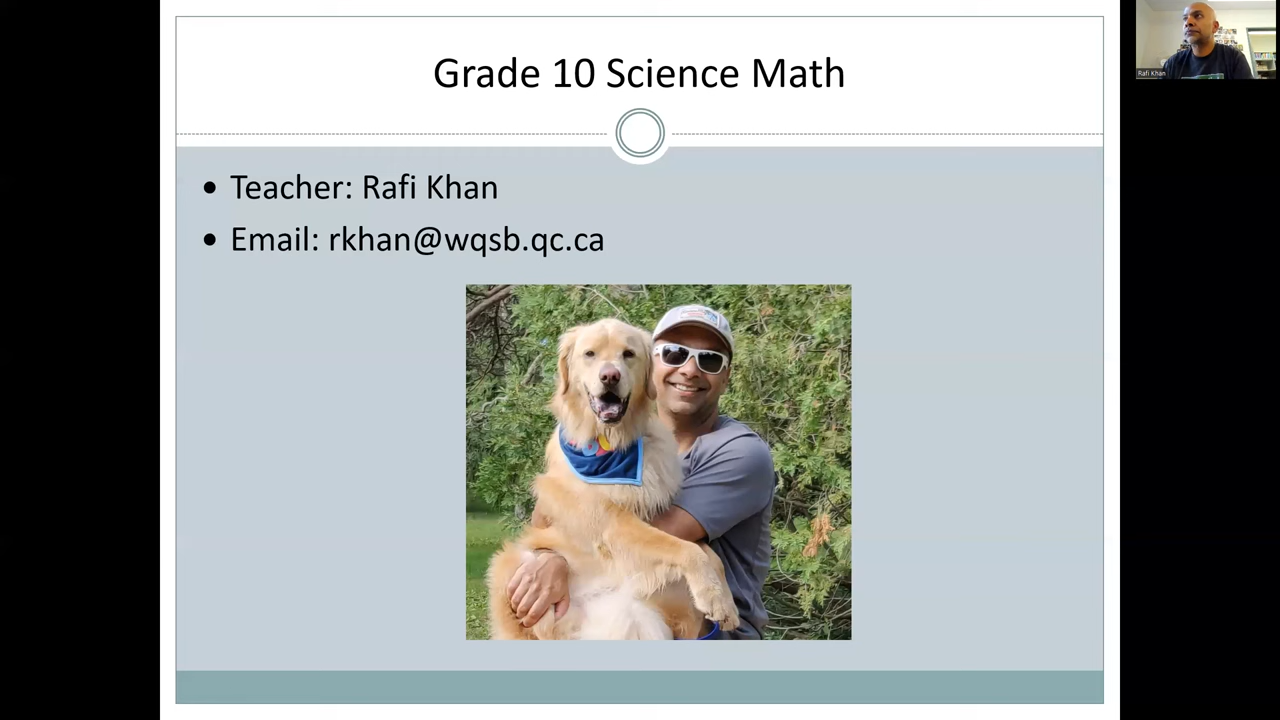 Grade 10 Science Math
• Teacher: Rafi Khan
• Email: rkhan@wqsb.qc.ca
Rafi Khan